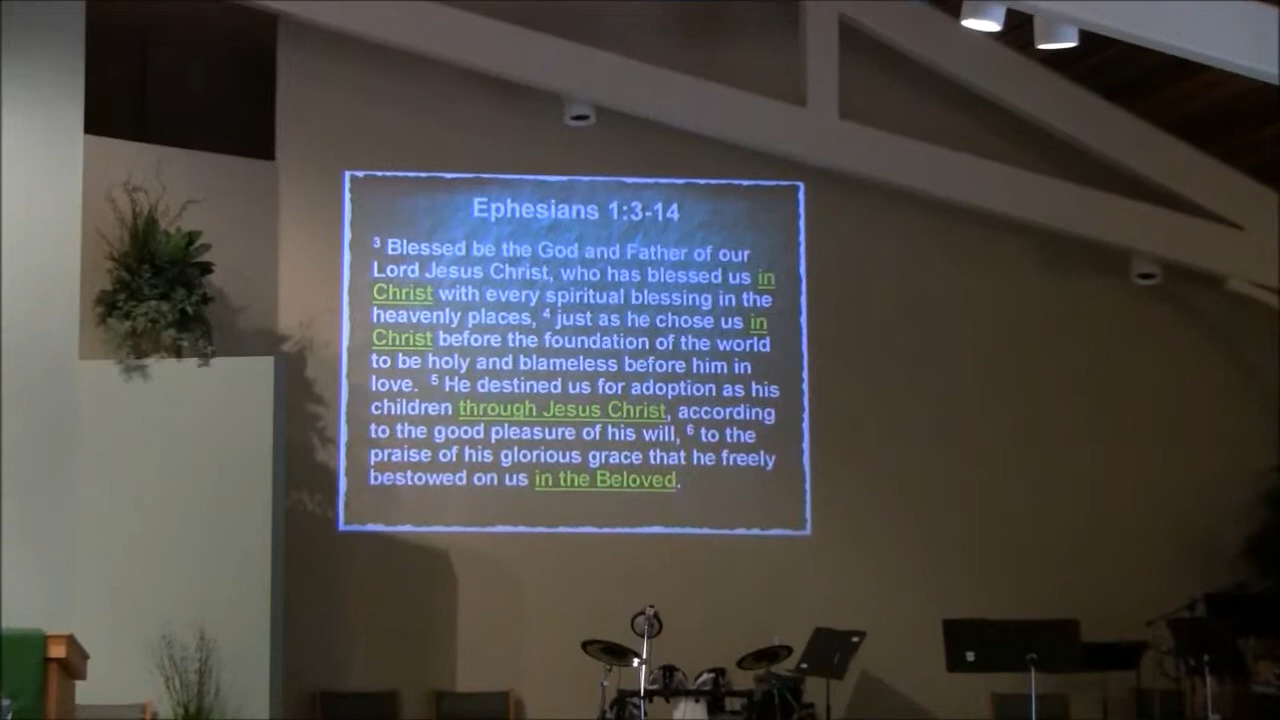 Ephesians 1:3-14
³ Blessed be the God and Father of our
Lord Jesus Christ, who has blessed us in
Christ with every spiritual blessing in the
heavenly places, ⁴ just as he chose us in
Christ before the foundation of the world
to be holy and blameless before him in
love. ⁵ He destined us for adoption as his
children through Jesus Christ, according
to the good pleasure of his will, ⁶ to the
praise of his glorious grace that he freely
bestowed on us in the Beloved.